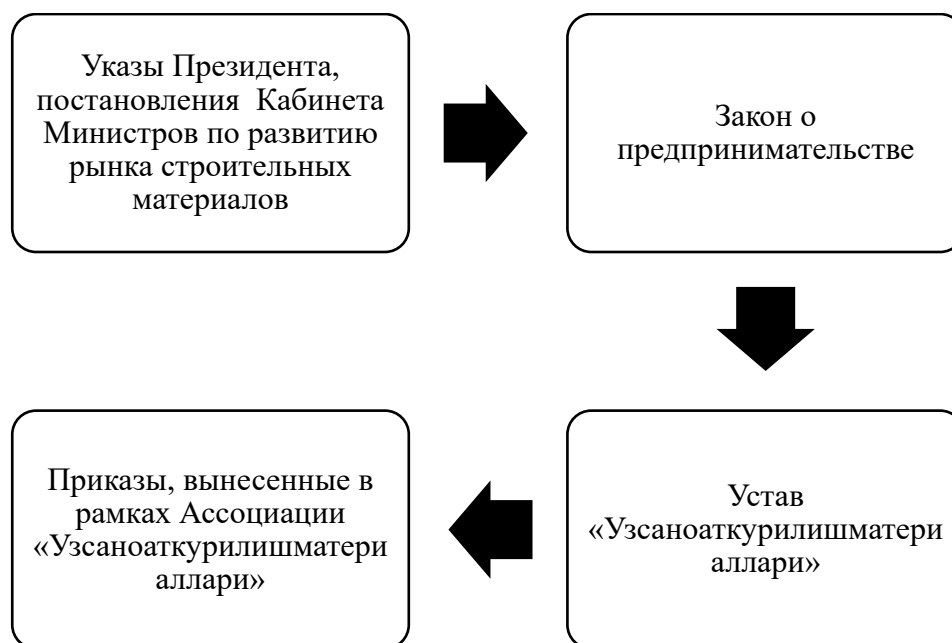 Указы Президента,
постановления Кабинета
Министров по развитию
рынка строительных
материалов
Закон о
предпринимательстве
Устав
«Узсаноаткурилишматери
аллари»
Приказы, вынесенные в
рамках Ассоциации
«Узсаноаткурилишматери
аллари»